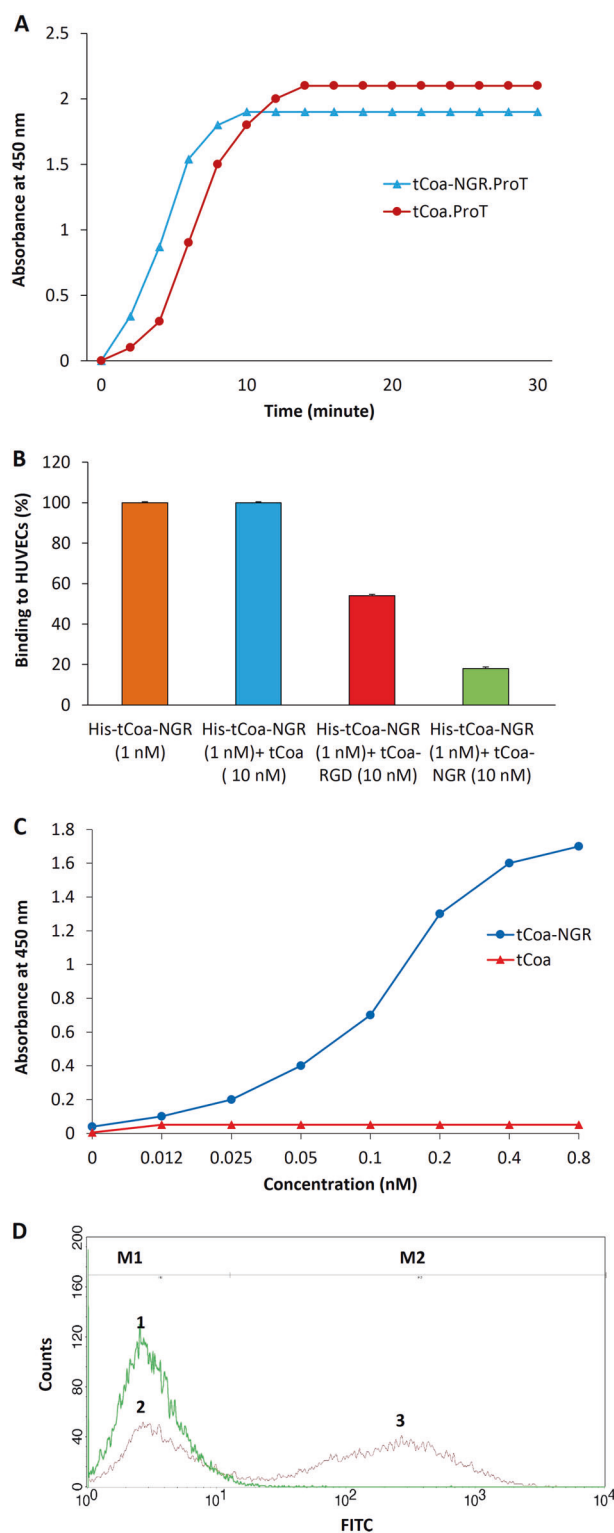 A
2.5
2
1.5
1
0.5
0
Absorbance at 450 nm
tCoa-NGR.ProT
tCoa.ProT
0 10 20 30
Time (minute)
B
120
100
80
60
40
20
0
Binding to HUVECs (%)
His-tCoa-NGR
(1 nM)
His-tCoa-NGR
(1 nM)+ tCoa
( 10 nM)
His-tCoa-NGR
(1 nM)+ tCoa-
RGD (10 nM)
His-tCoa-NGR
(1 nM)+ tCoa-
NGR (10 nM)
C
1.8
1.6
1.4
1.2
1
0.8
0.6
0.4
0.2
0
Absorbance at 450 nm
tCoa-NGR
tCoa
0 0.012 0.025 0.05 0.1 0.2 0.4 0.8
Concentration (nM)
D
200
160
120
80
40
0
Counts
M1 M2
1
2
3
10⁰ 10¹ 10² 10³ 10⁴
FITC